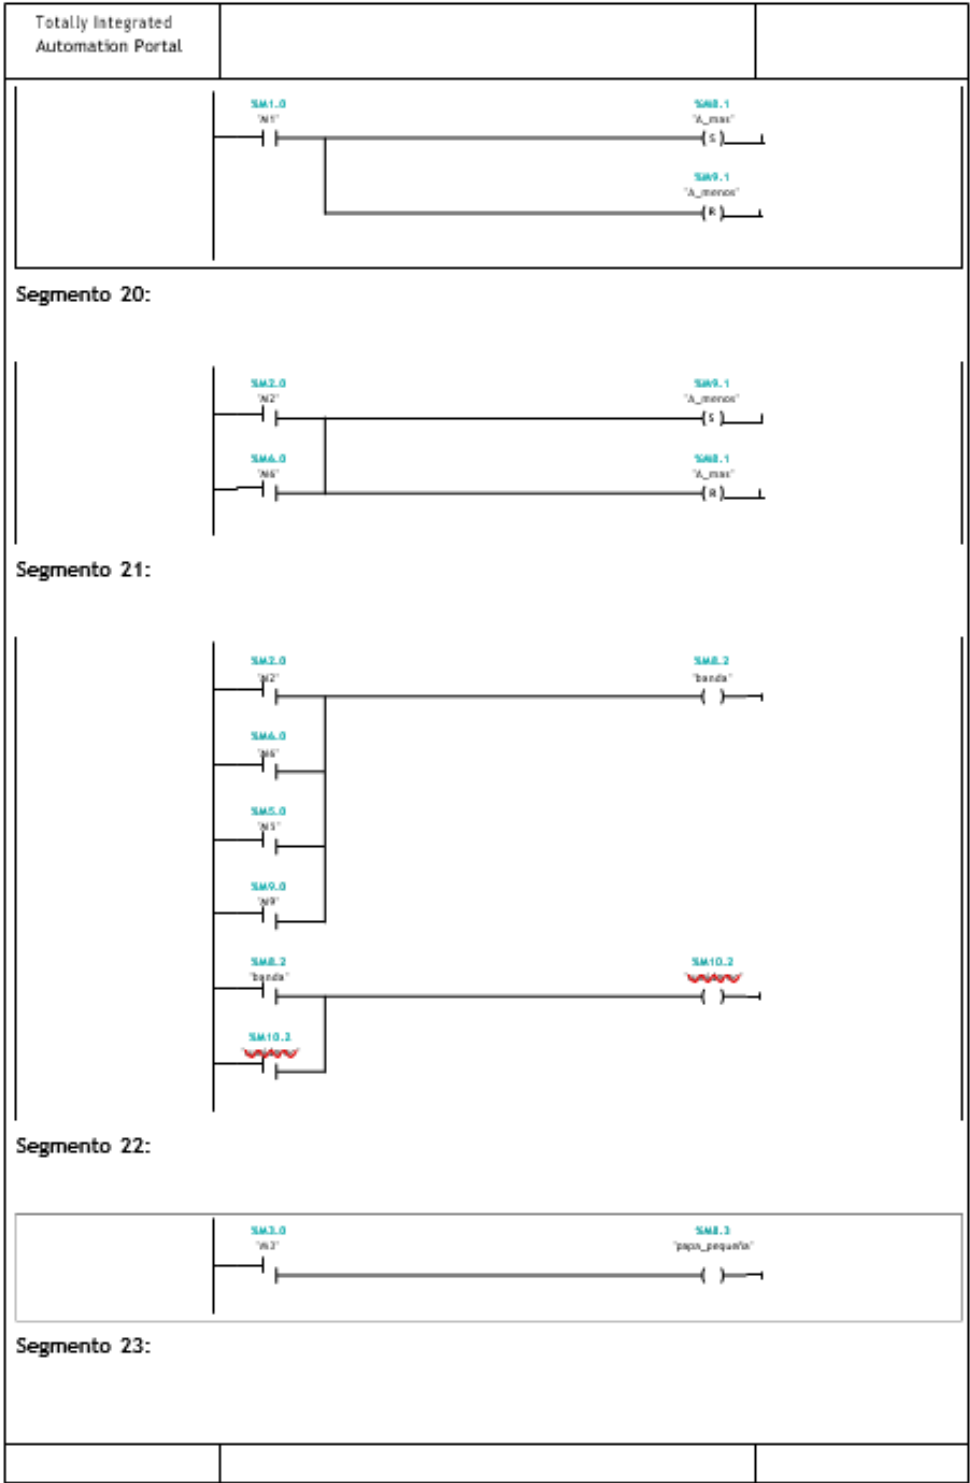 Totally Integrated
Automation Portal
%M1.0
"M1"
%M8.1
"A_mas"
S
%M9.1
"A_menos"
R
Segmento 20:
%M2.0
"M2"
%M9.1
"A_menos"
S
%M6.0
"M6"
%M8.1
"A_mas"
R
Segmento 21:
%M2.0
"M2"
%M8.2
"banda"
%M6.0
"M6"
%M5.0
"M5"
%M9.0
"M9"
%M8.2
"banda"
%M10.2
%M10.2
Segmento 22:
%M3.0
"M3"
%M8.3
"papa_pequeña"
Segmento 23: